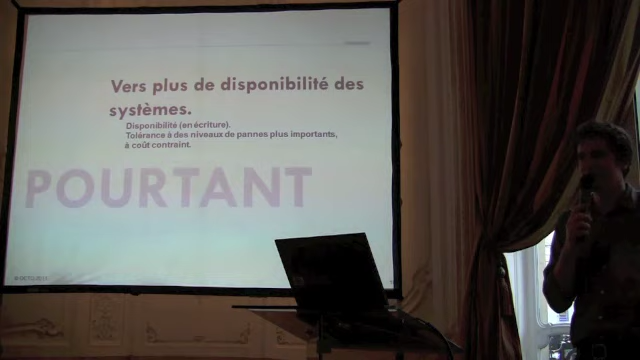 Vers plus de disponibilité des
systèmes.
Disponibilité (en écriture).
Tolérance à des niveaux de pannes plus importants,
à coût contraint.
POURTANT